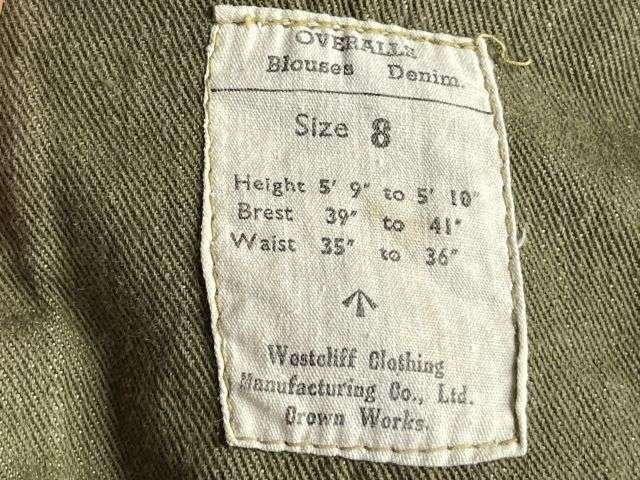 OVERALLS
Blouses Denim.
Size 8
Height 5' 9" to 5' 10"
Brest 39" to 41"
Waist 35" to 36"
Westcliff Clothing
Manufacturing Co., Ltd.
Crown Works.